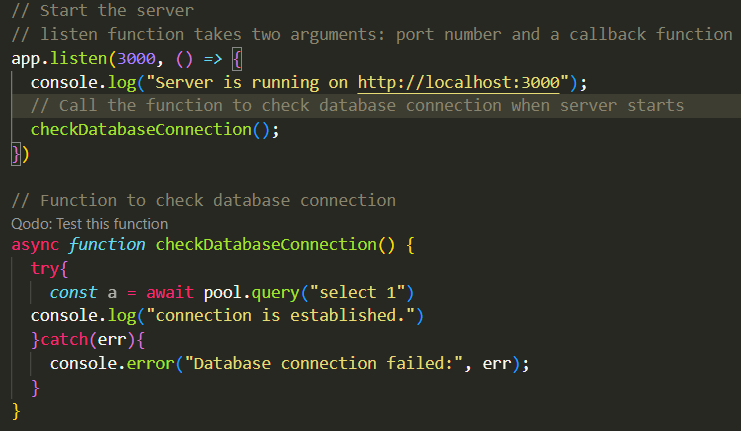 // Start the server
// listen function takes two arguments: port number and a callback function
app.listen(3000, () => {
  console.log("Server is running on http://localhost:3000");
  // Call the function to check database connection when server starts
  checkDatabaseConnection();
})

// Function to check database connection
Qodo: Test this function
async function checkDatabaseConnection() {
  try{
    const a = await pool.query("select 1")
  console.log("connection is established.")
  }catch(err){
    console.error("Database connection failed:", err);
  }
}